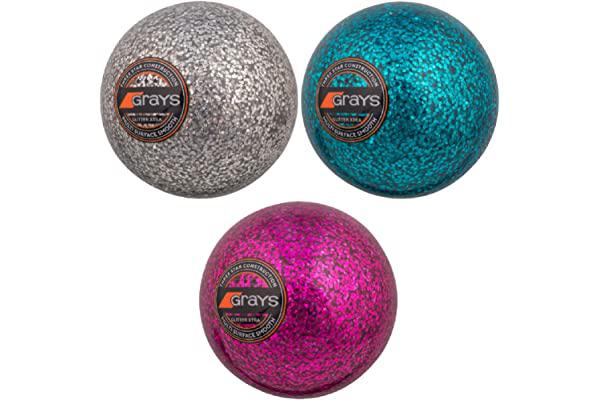 THREE STAR CONSTRUCTION
GRAYS
GLITTER XTRA
MULTI SURFACE SMOOTH
THREE STAR CONSTRUCTION
GRAYS
GLITTER XTRA
MULTI SURFACE SMOOTH
THREE STAR CONSTRUCTION
GRAYS
GLITTER XTRA
MULTI SURFACE SMOOTH